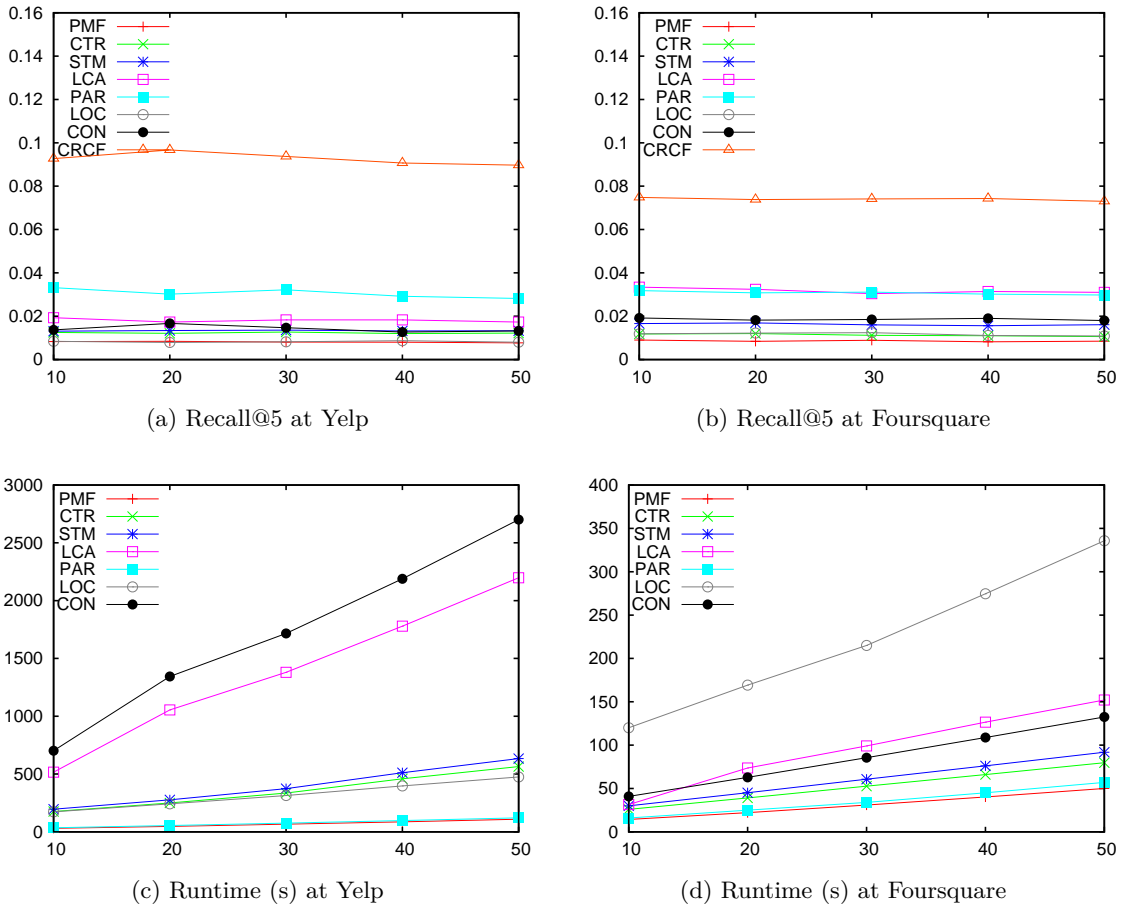 0.16
0.14
0.12
0.1
0.08
0.06
0.04
0.02
0
10 20 30 40 50
PMF
CTR
STM
LCA
PAR
LOC
CON
CRCF
(a) Recall@5 at Yelp
0.16
0.14
0.12
0.1
0.08
0.06
0.04
0.02
0
10 20 30 40 50
PMF
CTR
STM
LCA
PAR
LOC
CON
CRCF
(b) Recall@5 at Foursquare
3000
2500
2000
1500
1000
500
0
10 20 30 40 50
PMF
CTR
STM
LCA
PAR
LOC
CON
(c) Runtime (s) at Yelp
400
350
300
250
200
150
100
50
0
10 20 30 40 50
PMF
CTR
STM
LCA
PAR
LOC
CON
(d) Runtime (s) at Foursquare